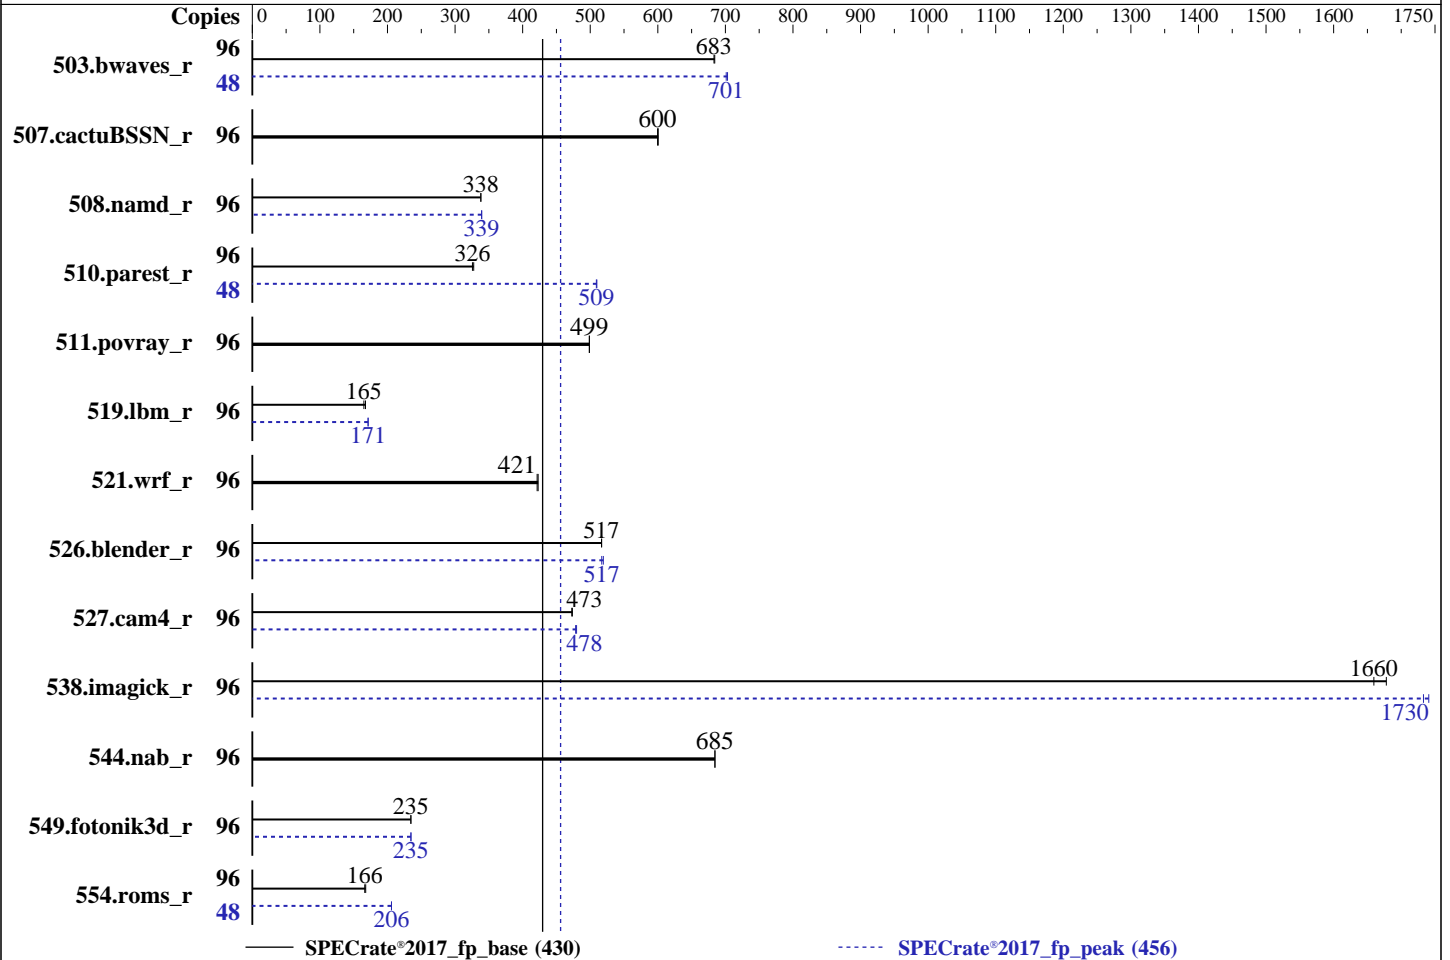 Copies 0 100 200 300 400 500 600 700 800 900 1000 1100 1200 1300 1400 1500 1600 1750
503.bwaves_r 96 683
48 701
507.cactuBSSN_r 96 600
508.namd_r 96 338
339
510.parest_r 96 326
48 509
511.povray_r 96 499
519.lbm_r 96 165
171
521.wrf_r 96 421
526.blender_r 96 517
517
527.cam4_r 96 473
478
538.imagick_r 96 1660
1730
544.nab_r 96 685
549.fotonik3d_r 96 235
235
554.roms_r 96 166
48 206
SPECrate®2017_fp_base (430) SPECrate®2017_fp_peak (456)